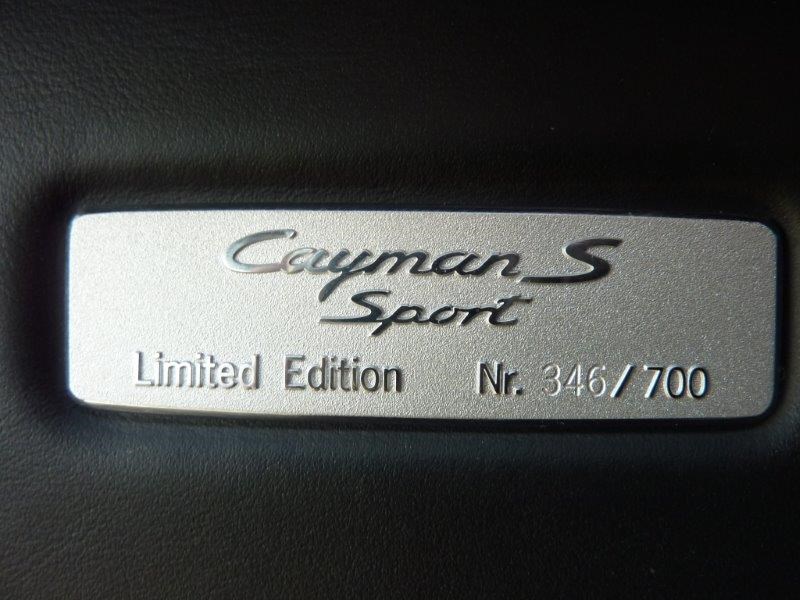 Cayman S
Sport
Limited Edition Nr. 346/700